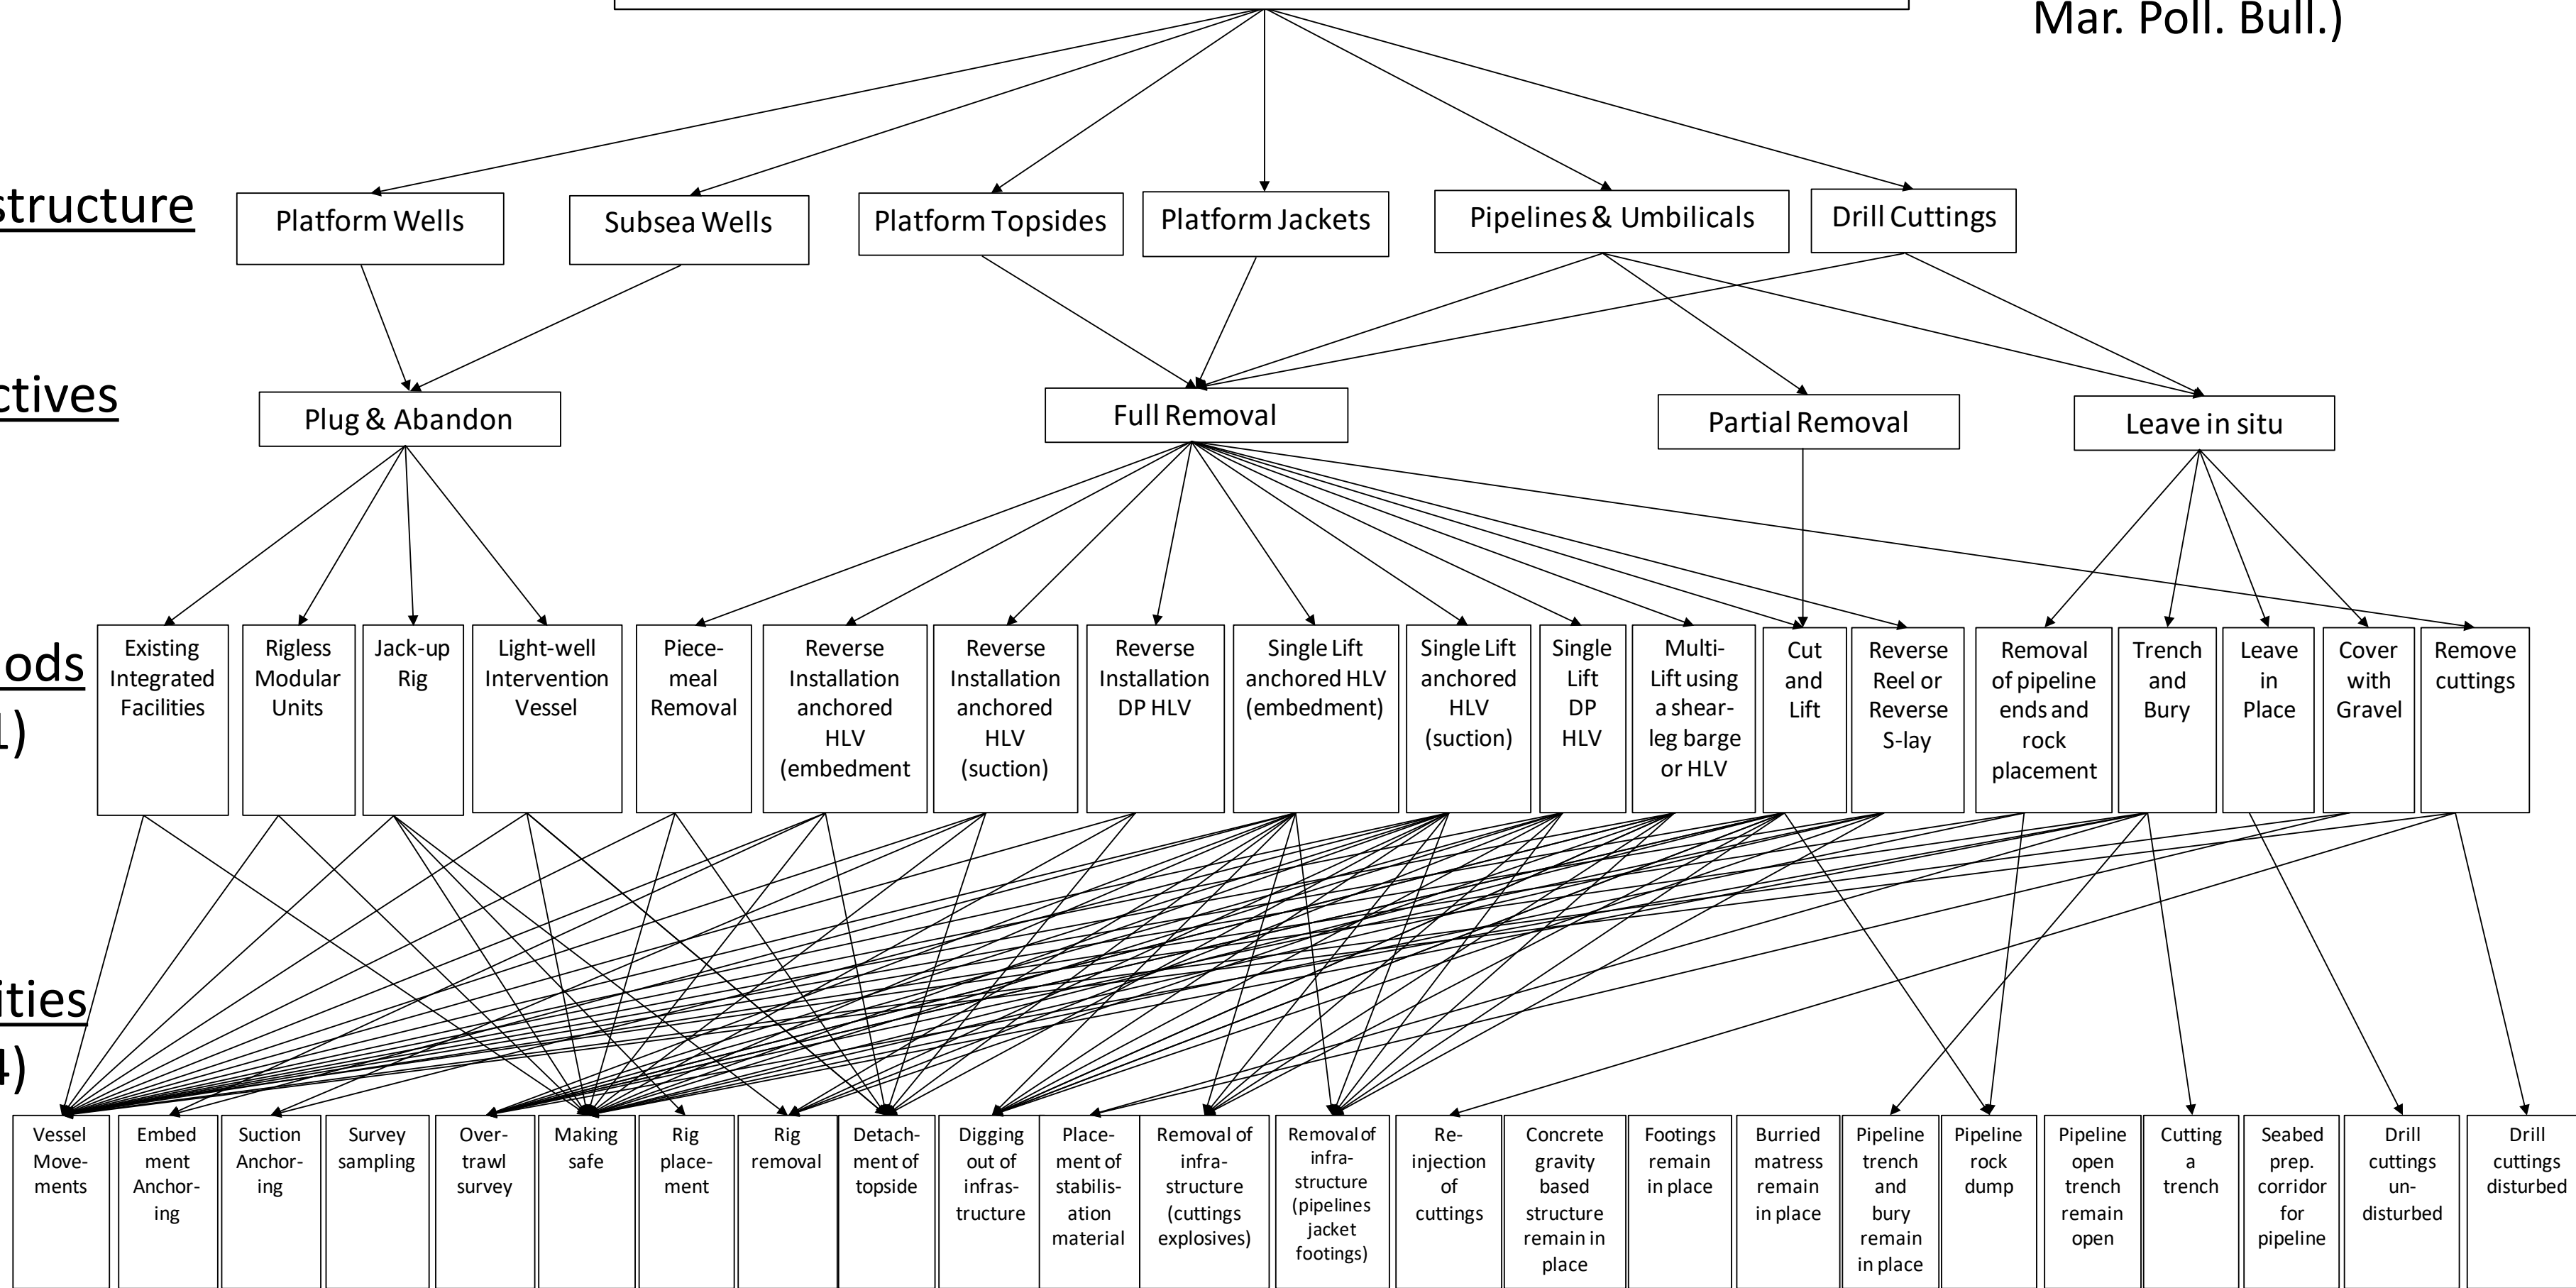 Mar. Poll. Bull.)
structure
Platform Wells
Subsea Wells
Platform Topsides
Platform Jackets
Pipelines & Umbilicals
Drill Cuttings
ctives
Plug & Abandon
Full Removal
Partial Removal
Leave in situ
ods
1)
Existing
Integrated
Facilities
Rigless
Modular
Units
Jack-up
Rig
Light-well
Intervention
Vessel
Piece-
meal
Removal
Reverse
Installation
anchored
HLV
(embedment
Reverse
Installation
anchored
HLV
(suction)
Reverse
Installation
DP HLV
Single Lift
anchored HLV
(embedment)
Single Lift
anchored
HLV
(suction)
Single
Lift
DP
HLV
Multi-
Lift using
a shear-
leg barge
or HLV
Cut
and
Lift
Reverse
Reel or
Reverse
S-lay
Removal
of pipeline
ends and
rock
placement
Trench
and
Bury
Leave
in
Place
Cover
with
Gravel
Remove
cuttings
ities
4)
Vessel
Move-
ments
Embed
ment
Anchor-
ing
Suction
Anchor-
ing
Survey
sampling
Over-
trawl
survey
Making
safe
Rig
place-
ment
Rig
removal
Detach-
ment of
topside
Digging
out of
infras-
tructure
Place-
ment of
stabilis-
ation
material
Removal of
infra-
structure
(cuttings
explosives)
Removal of
infra-
structure
(pipelines
jacket
footings)
Re-
injection
of
cuttings
Concrete
gravity
based
structure
remain in
place
Footings
remain
in place
Burried
matress
remain
in place
Pipeline
trench
and
bury
remain
in place
Pipeline
rock
dump
Pipeline
open
trench
remain
open
Cutting
a
trench
Seabed
prep.
corridor
for
pipeline
Drill
cuttings
un-
disturbed
Drill
cuttings
disturbed